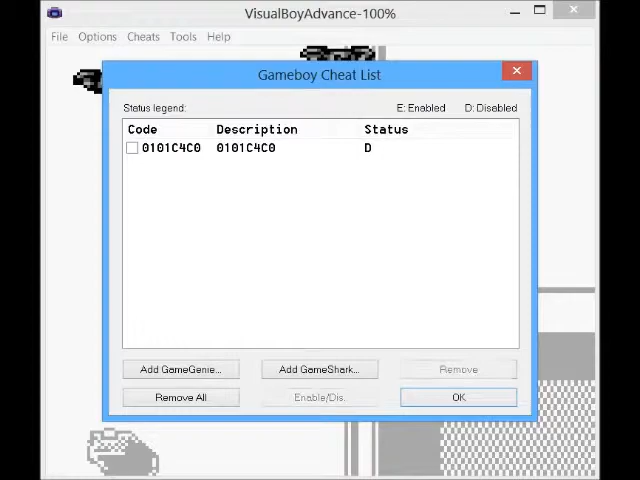 VisualBoyAdvance-100%
File Options Cheats Tools Help
Gameboy Cheat List
Status legend: E: Enabled D: Disabled
Code Description Status
0101C4C0 0101C4C0 D
Add GameGenie... Add GameShark... Remove
Remove All Enable/Dis. OK